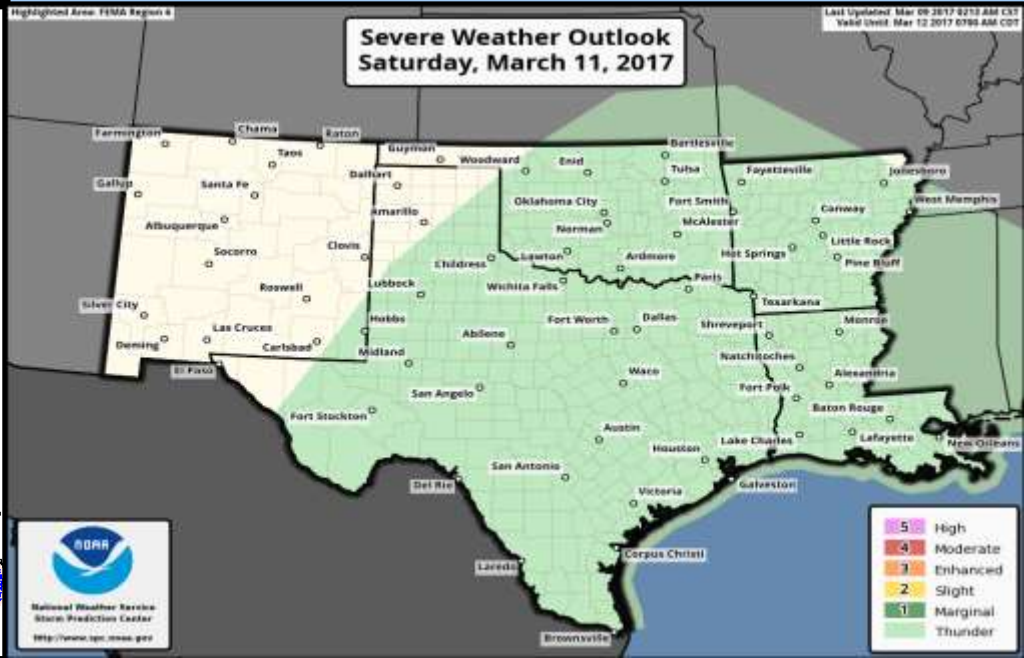 Highlighted Area: FEMA Region 6
Last Updated: Mar 09 2017 0213 AM CST
Valid Until: Mar 12 2017 0700 AM CDT
Severe Weather Outlook
Saturday, March 11, 2017
Farmington
Chama
Raton
Taos
Guymon
Woodward
Enid
Bartlesville
Tulsa
Fayetteville
Jonesboro
Gallup
Santa Fe
Dalhart
Amarillo
Oklahoma City
Fort Smith
Conway
West Memphis
Albuquerque
Norman
McAlester
Little Rock
Socorro
Clovis
Childress
Lawton
Ardmore
Hot Springs
Pine Bluff
Roswell
Lubbock
Wichita Falls
Paris
Texarkana
Silver City
Las Cruces
Hobbs
Abilene
Fort Worth
Dallas
Shreveport
Monroe
Deming
Carlsbad
Midland
Natchitoches
El Paso
San Angelo
Waco
Fort Polk
Alexandria
Fort Stockton
Baton Rouge
Austin
Houston
Lake Charles
Lafayette
New Orleans
San Antonio
Del Rio
Victoria
Galveston
Corpus Christi
Laredo
Brownsville
NOAA
National Weather Service
Storm Prediction Center
http://www.spc.noaa.gov
5 High
4 Moderate
3 Enhanced
2 Slight
1 Marginal
Thunder